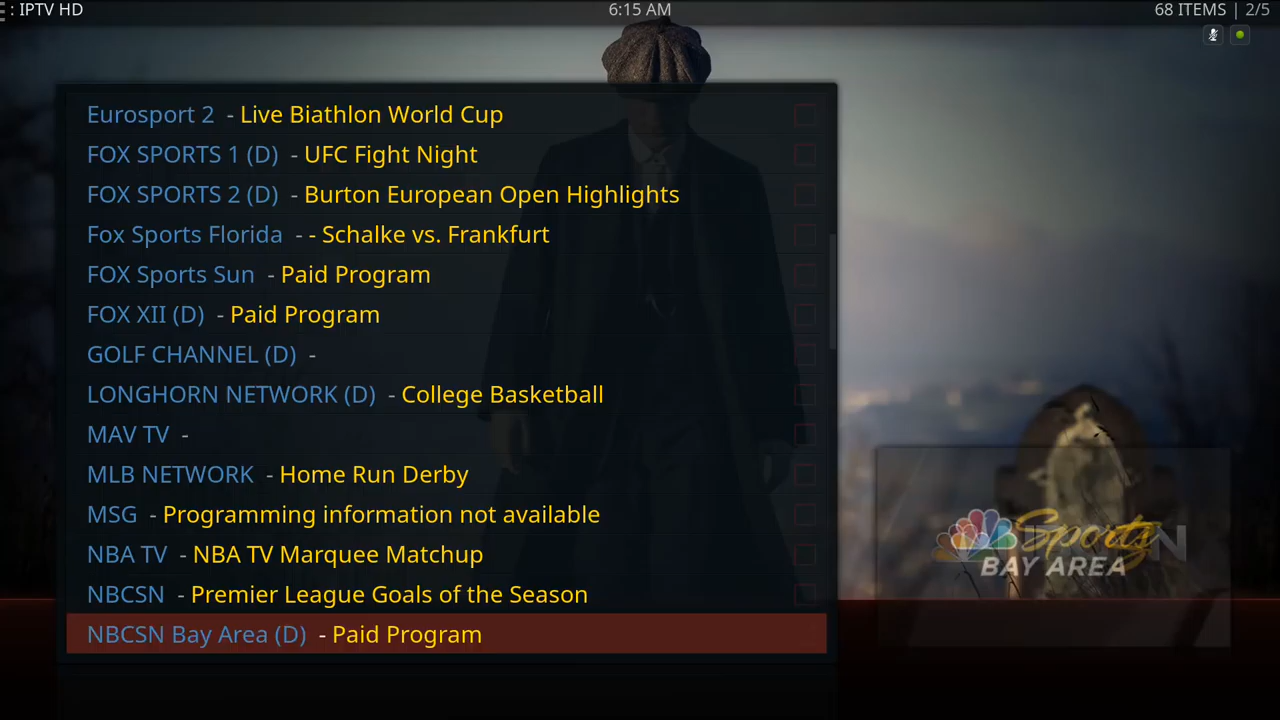 : IPTV HD
6:15 AM
68 ITEMS | 2/5
Eurosport 2 - Live Biathlon World Cup
FOX SPORTS 1 (D) - UFC Fight Night
FOX SPORTS 2 (D) - Burton European Open Highlights
Fox Sports Florida - - Schalke vs. Frankfurt
FOX Sports Sun - Paid Program
FOX XII (D) - Paid Program
GOLF CHANNEL (D) -
LONGHORN NETWORK (D) - College Basketball
MAV TV -
MLB NETWORK - Home Run Derby
MSG - Programming information not available
NBA TV - NBA TV Marquee Matchup
NBCSN - Premier League Goals of the Season
NBCSN Bay Area (D) - Paid Program
Sports
BAY AREA